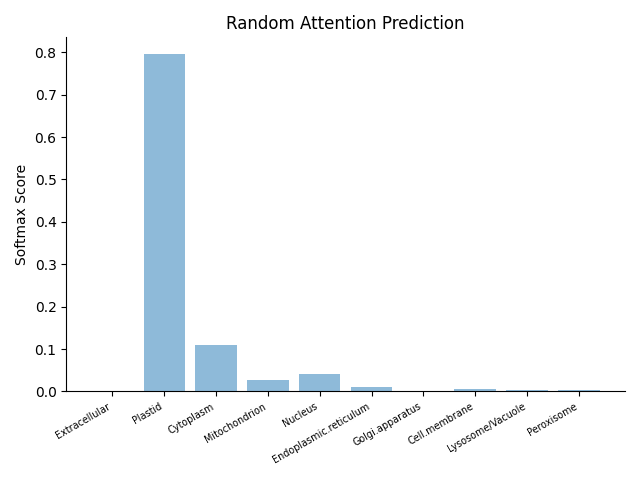 Random Attention Prediction
Softmax Score
0.8
0.7
0.6
0.5
0.4
0.3
0.2
0.1
0.0
Extracellular
Plastid
Cytoplasm
Mitochondrion
Nucleus
Endoplasmic.reticulum
Golgi.apparatus
Cell.membrane
Lysosome/Vacuole
Peroxisome